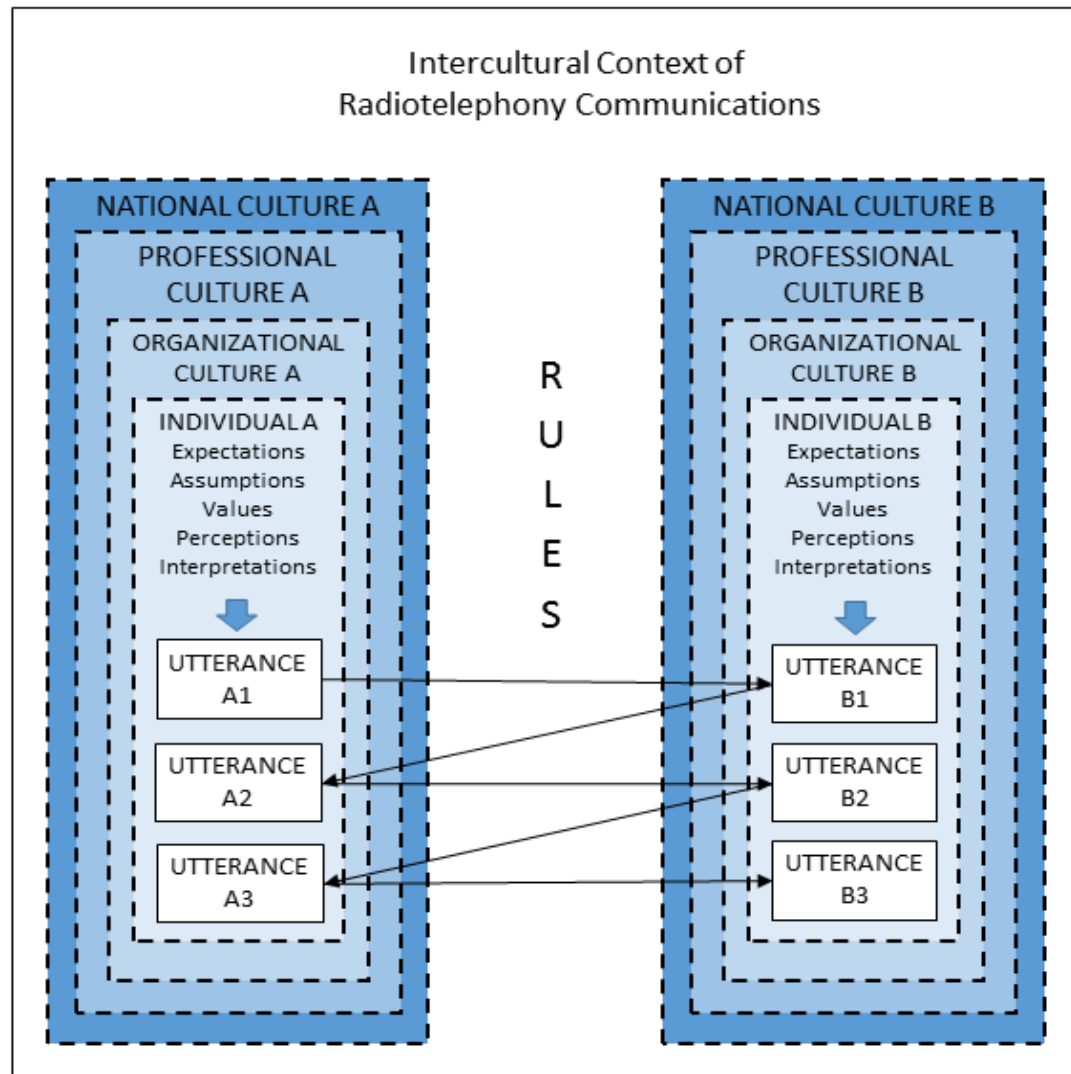 Intercultural Context of
Radiotelephony Communications
NATIONAL CULTURE A
PROFESSIONAL
CULTURE A
ORGANIZATIONAL
CULTURE A
INDIVIDUAL A
Expectations
Assumptions
Values
Perceptions
Interpretations
UTTERANCE
A1
UTTERANCE
A2
UTTERANCE
A3
R
U
L
E
S
NATIONAL CULTURE B
PROFESSIONAL
CULTURE B
ORGANIZATIONAL
CULTURE B
INDIVIDUAL B
Expectations
Assumptions
Values
Perceptions
Interpretations
UTTERANCE
B1
UTTERANCE
B2
UTTERANCE
B3